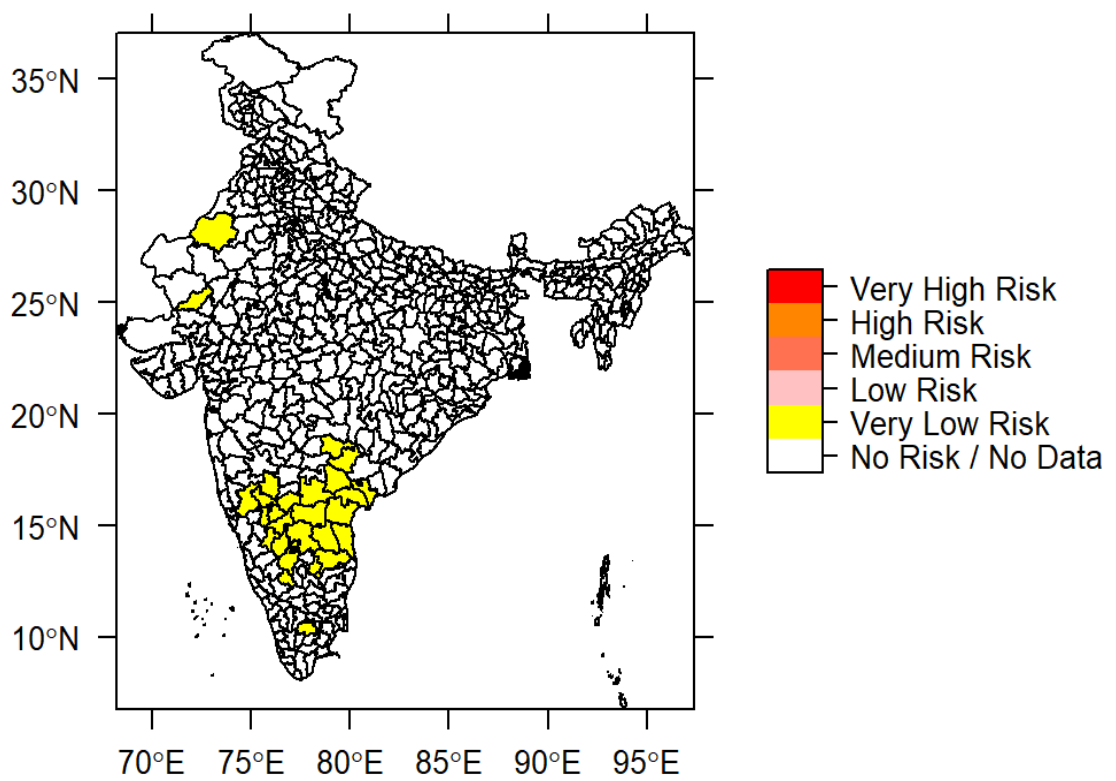 35°N
30°N
25°N
20°N
15°N
10°N
70°E 75°E 80°E 85°E 90°E 95°E
Very High Risk
High Risk
Medium Risk
Low Risk
Very Low Risk
No Risk / No Data